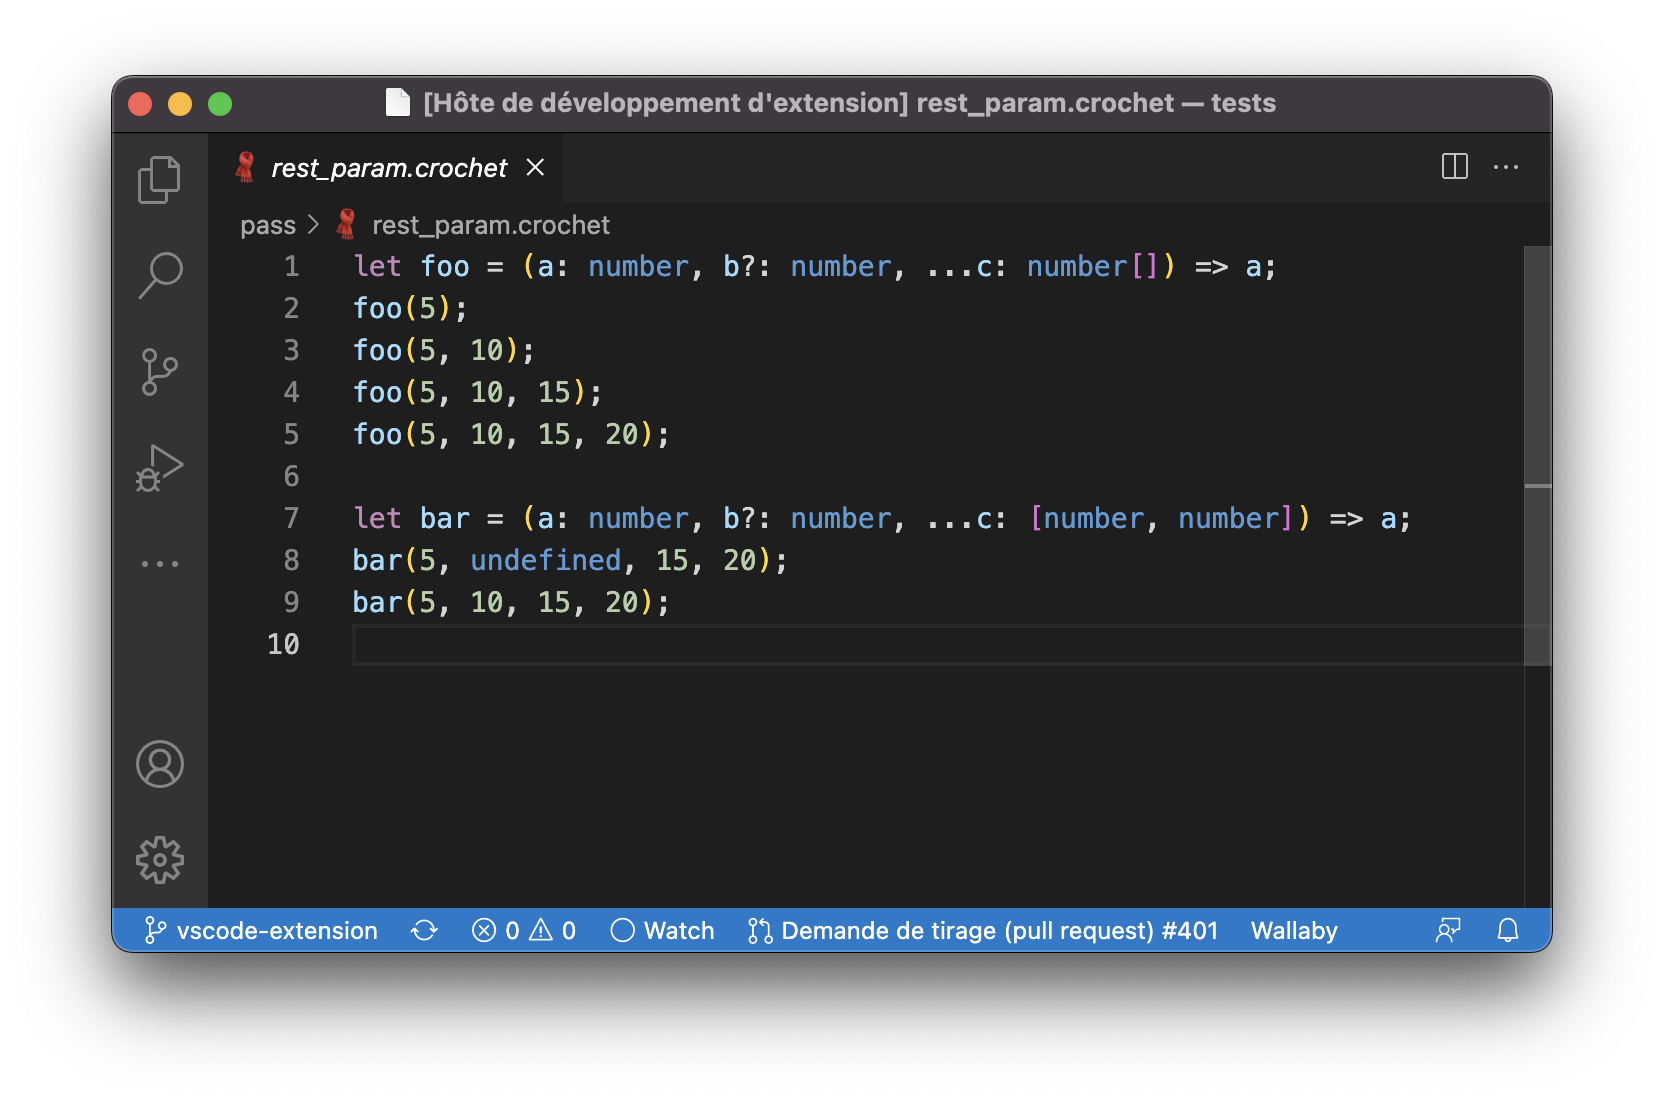 [Hôte de développement d'extension] rest_param.crochet — tests
rest_param.crochet
pass > rest_param.crochet
1 let foo = (a: number, b?: number, ...c: number[]) => a;
2 foo(5);
3 foo(5, 10);
4 foo(5, 10, 15);
5 foo(5, 10, 15, 20);
6
7 let bar = (a: number, b?: number, ...c: [number, number]) => a;
8 bar(5, undefined, 15, 20);
9 bar(5, 10, 15, 20);
10
vscode-extension 0 0 Watch Demande de tirage (pull request) #401 Wallaby